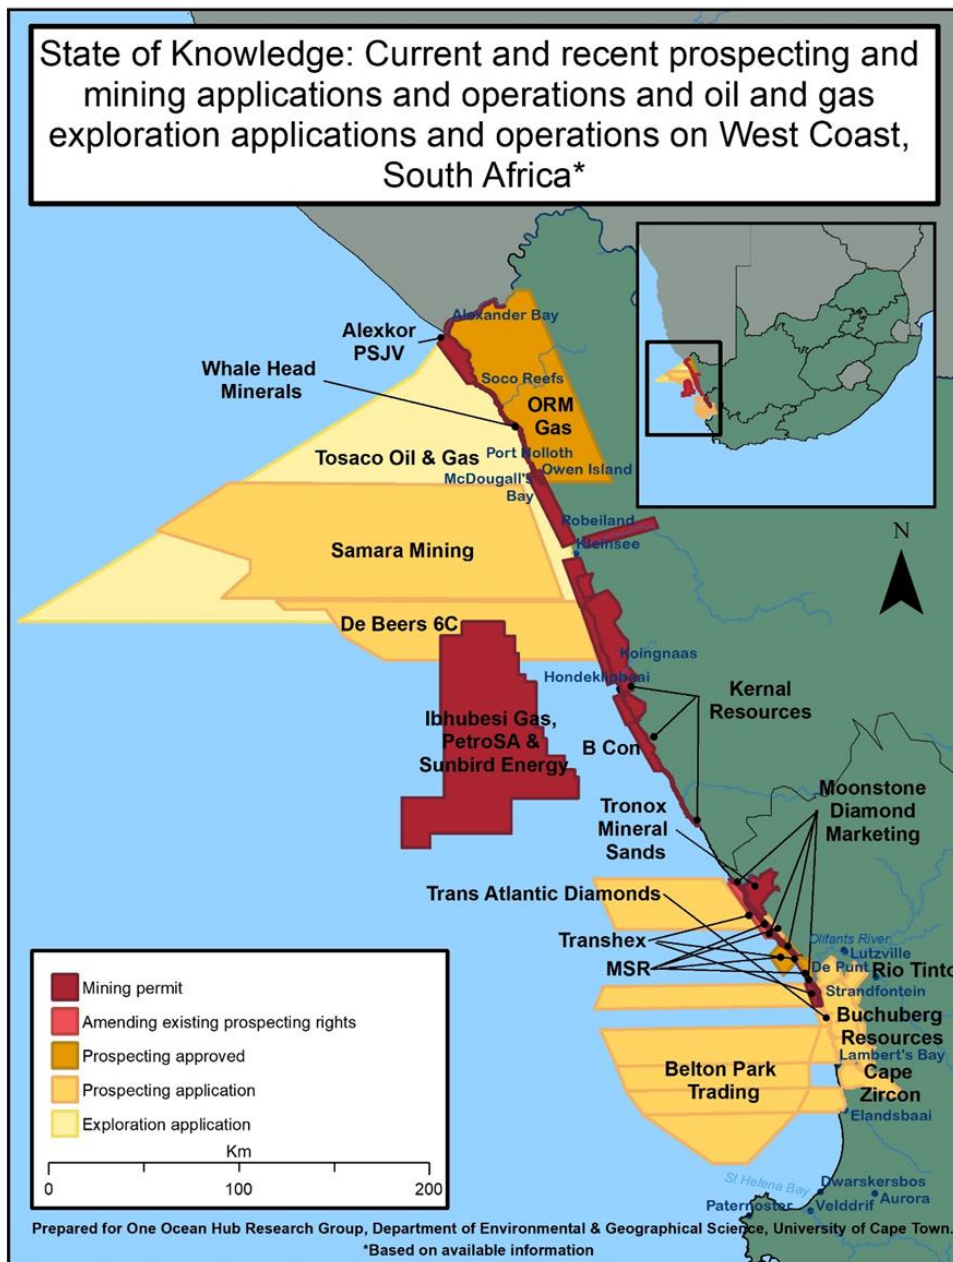 State of Knowledge: Current and recent prospecting and
mining applications and operations and oil and gas
exploration applications and operations on West Coast,
South Africa*
Alexander Bay
Alexkor
PSJV
Whale Head
Minerals
Soco Reefs
ORM
Gas
Tosaco Oil & Gas
Port Nolloth
Owen Island
McDougall's
Bay
Robeiland
Kleinsee
Samara Mining
De Beers 6C
N
Koingnaas
Hondeklipbaai
Kernal
Resources
Ibhubesi Gas,
PetroSA &
Sunbird Energy
B Con
Moonstone
Diamond
Marketing
Tronox
Mineral
Sands
Trans Atlantic Diamonds
Transhex
MSR
Olifants River
Lutzville
De Punt
Rio Tinto
Strandfontein
Buchuberg
Resources
Lambert's Bay
Cape
Zircon
Belton Park
Trading
Elandsbaai
St Helena Bay
Dwarskersbos
Aurora
Paternoster
Velddrif
Mining permit
Amending existing prospecting rights
Prospecting approved
Prospecting application
Exploration application
Km
0 100 200
Prepared for One Ocean Hub Research Group, Department of Environmental & Geographical Science, University of Cape Town.
*Based on available information